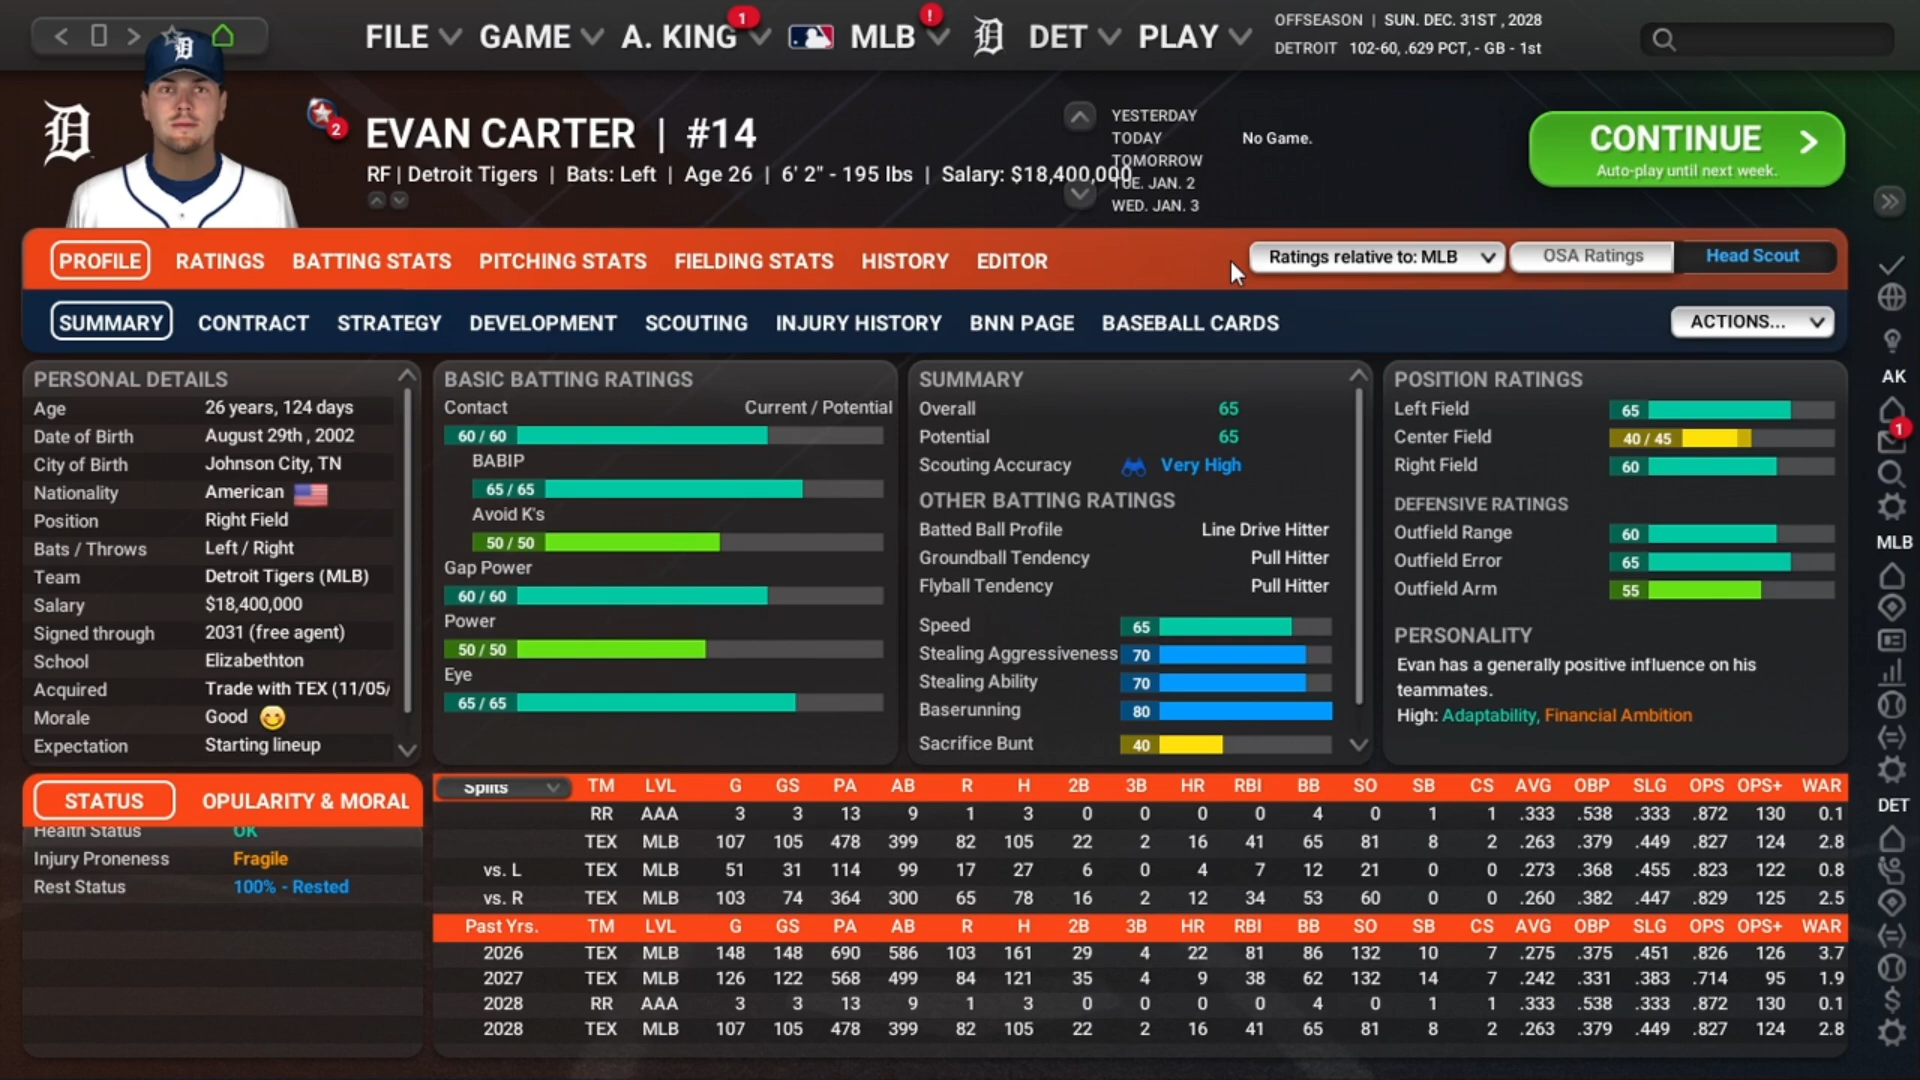 FILE GAME A. KING 1 MLB ! DET PLAY
OFFSEASON | SUN. DEC. 31ST , 2028
DETROIT 102-60, .629 PCT, - GB - 1st
2
EVAN CARTER | #14
RF | Detroit Tigers | Bats: Left | Age 26 | 6' 2" - 195 lbs | Salary: $18,400,000
YESTERDAY
TODAY No Game.
TOMORROW
TUE. JAN. 2
WED. JAN. 3
CONTINUE
Auto-play until next week.
PROFILE RATINGS BATTING STATS PITCHING STATS FIELDING STATS HISTORY EDITOR
Ratings relative to: MLB OSA Ratings Head Scout
SUMMARY CONTRACT STRATEGY DEVELOPMENT SCOUTING INJURY HISTORY BNN PAGE BASEBALL CARDS
ACTIONS...
PERSONAL DETAILS
Age 26 years, 124 days
Date of Birth August 29th , 2002
City of Birth Johnson City, TN
Nationality American
Position Right Field
Bats / Throws Left / Right
Team Detroit Tigers (MLB)
Salary $18,400,000
Signed through 2031 (free agent)
School Elizabethton
Acquired Trade with TEX (11/05/
Morale Good
Expectation Starting lineup
BASIC BATTING RATINGS
Contact Current / Potential
60 / 60
BABIP
65 / 65
Avoid K's
50 / 50
Gap Power
60 / 60
Power
50 / 50
Eye
65 / 65
SUMMARY
Overall 65
Potential 65
Scouting Accuracy Very High
OTHER BATTING RATINGS
Batted Ball Profile Line Drive Hitter
Groundball Tendency Pull Hitter
Flyball Tendency Pull Hitter
Speed 65
Stealing Aggressiveness 70
Stealing Ability 70
Baserunning 80
Sacrifice Bunt 40
POSITION RATINGS
Left Field 65
Center Field 40 / 45
Right Field 60
DEFENSIVE RATINGS
Outfield Range 60
Outfield Error 65
Outfield Arm 55
PERSONALITY
Evan has a generally positive influence on his
teammates.
High: Adaptability, Financial Ambition
AK
1
MLB
DET
STATUS OPULARITY & MORAL
Health Status OK
Injury Proneness Fragile
Rest Status 100% - Rested
Splits TM LVL G GS PA AB R H 2B 3B HR RBI BB SO SB CS AVG OBP SLG OPS OPS+ WAR
RR AAA 3 3 13 9 1 3 0 0 0 0 4 0 1 1 .333 .538 .333 .872 130 0.1
TEX MLB 107 105 478 399 82 105 22 2 16 41 65 81 8 2 .263 .379 .449 .827 124 2.8
vs. L TEX MLB 51 31 114 99 17 27 6 0 4 7 12 21 0 0 .273 .368 .455 .823 122 0.8
vs. R TEX MLB 103 74 364 300 65 78 16 2 12 34 53 60 0 0 .260 .382 .447 .829 125 2.5
Past Yrs. TM LVL G GS PA AB R H 2B 3B HR RBI BB SO SB CS AVG OBP SLG OPS OPS+ WAR
2026 TEX MLB 148 148 690 586 103 161 29 4 22 81 86 132 10 7 .275 .375 .451 .826 126 3.7
2027 TEX MLB 126 122 568 499 84 121 35 4 9 38 62 132 14 7 .242 .331 .383 .714 95 1.9
2028 RR AAA 3 3 13 9 1 3 0 0 0 0 4 0 1 1 .333 .538 .333 .872 130 0.1
2028 TEX MLB 107 105 478 399 82 105 22 2 16 41 65 81 8 2 .263 .379 .449 .827 124 2.8